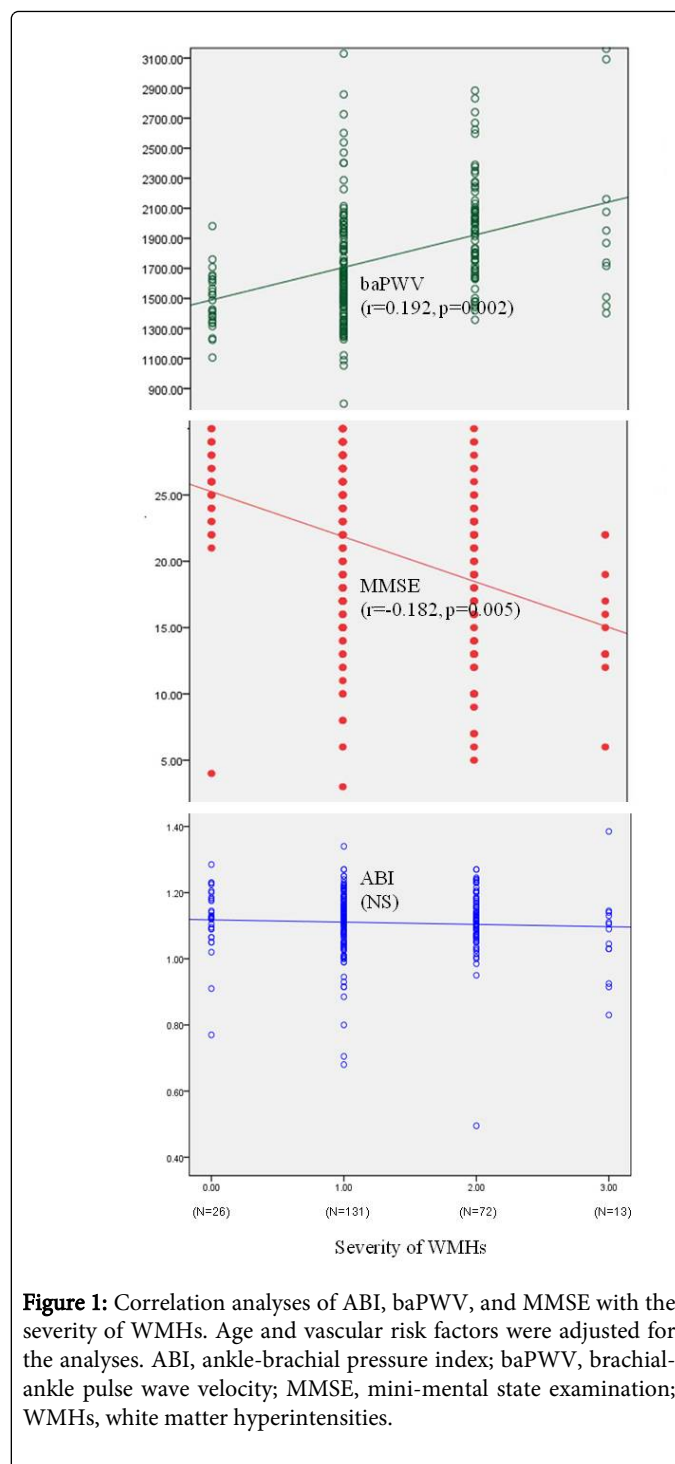 3100.00
2900.00
2700.00
2500.00
2300.00
2100.00
1900.00
1700.00
1500.00
1300.00
1100.00
900.00
baPWV
(r=0.192, p=0.002)
25.00
20.00
15.00
10.00
5.00
MMSE
(r=-0.182, p=0.005)
1.40
1.20
1.00
0.80
0.60
0.40
ABI
(NS)
0.00 1.00 2.00 3.00
(N=26) (N=131) (N=72) (N=13)
Severity of WMHs
Figure 1: Correlation analyses of ABI, baPWV, and MMSE with the
severity of WMHs. Age and vascular risk factors were adjusted for
the analyses. ABI, ankle-brachial pressure index; baPWV, brachial-
ankle pulse wave velocity; MMSE, mini-mental state examination;
WMHs, white matter hyperintensities.